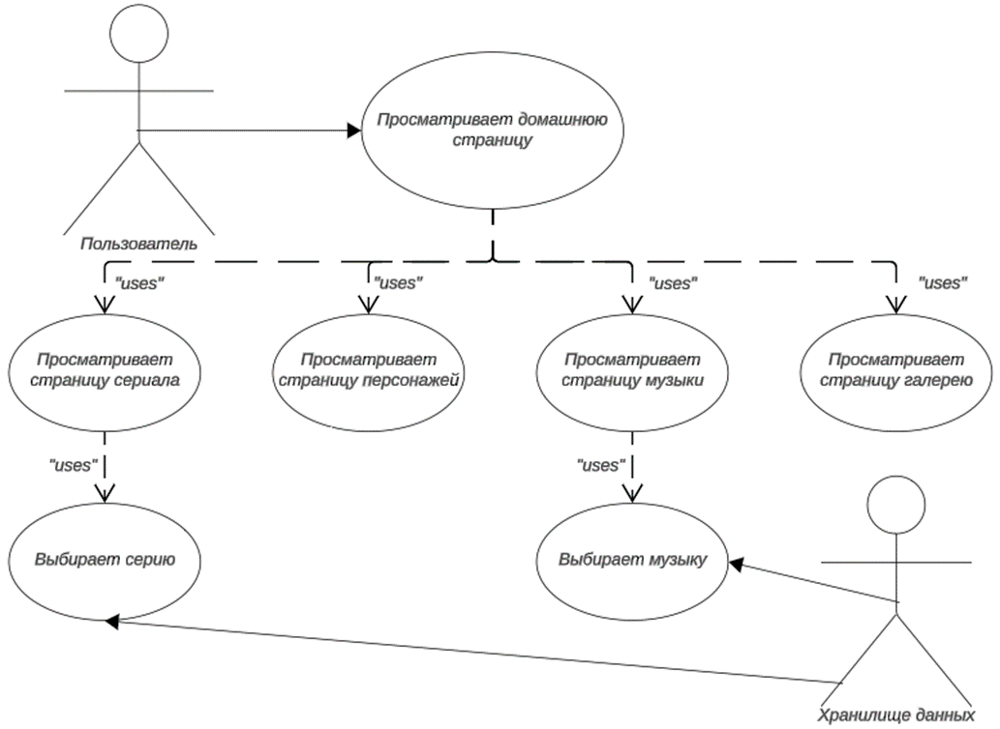 Просматривает домашнюю
страницу
Пользователь
"uses"
"uses"
"uses"
"uses"
Просматривает
страницу сериала
Просматривает
страницу персонажей
Просматривает
страницу музыки
Просматривает
страницу галерею
"uses"
"uses"
Выбирает серию
Выбирает музыку
Хранилище данных